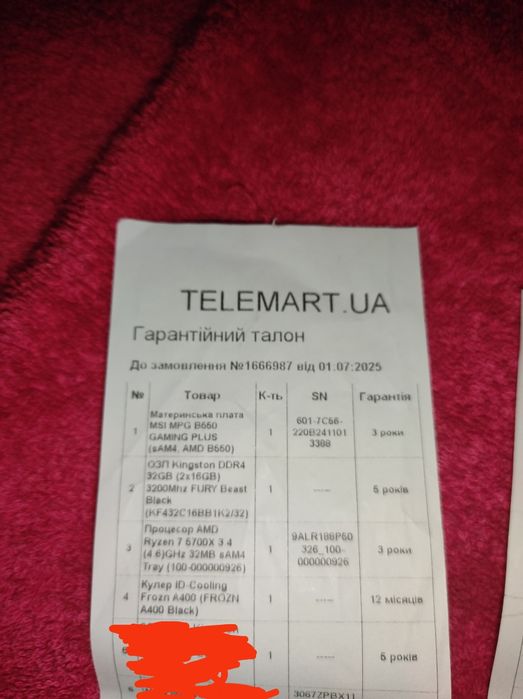 TELEMART.UA
Гарантійний талон
До замовлення №1666987 від 01.07.2025
№ Товар К-ть SN Гарантія
1
Материнська плата
MSI MPG B550
GAMING PLUS
(sAM4, AMD B550)
1
601-7C56-
220B241101
3388
3 роки
2
ОЗП Kingston DDR4
32GB (2x16GB)
3200Mhz FURY Beast
Black
(KF432C16BB1K2/32)
1
-----
5 років
3
Процесор AMD
Ryzen 7 5700X 3.4
(4.6)GHz 32MB sAM4
Tray (100-000000926)
1
9ALR186P60
326_100-
000000926
3 роки
4
Кулер ID-Cooling
Frozn A400 (FROZN
A400 Black)
1
-----
12 місяців
1
-----
5 років
3067ZPBX11